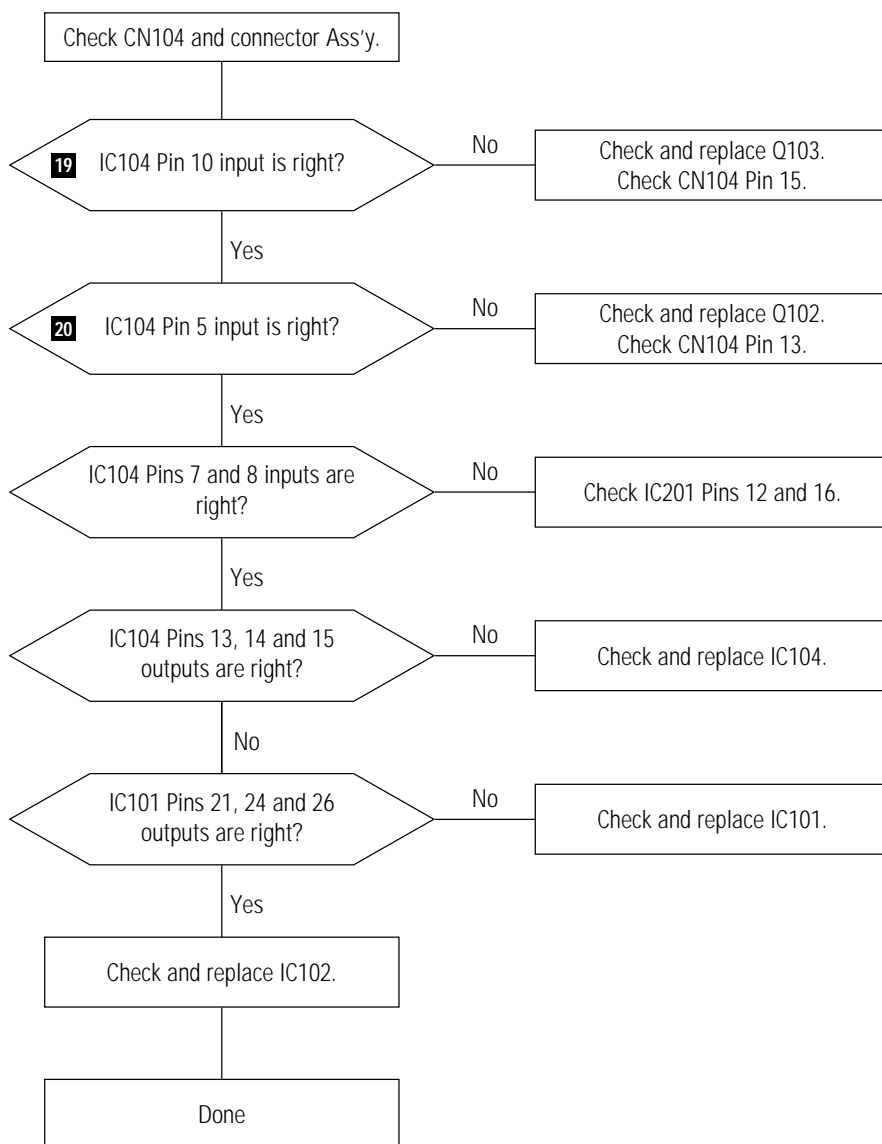 Check CN104 and connector Ass'y.
19 IC104 Pin 10 input is right?
No
Check and replace Q103.
Check CN104 Pin 15.
Yes
20 IC104 Pin 5 input is right?
No
Check and replace Q102.
Check CN104 Pin 13.
Yes
IC104 Pins 7 and 8 inputs are
right?
No
Check IC201 Pins 12 and 16.
Yes
IC104 Pins 13, 14 and 15
outputs are right?
No
Check and replace IC104.
No
IC101 Pins 21, 24 and 26
outputs are right?
No
Check and replace IC101.
Yes
Check and replace IC102.
Done